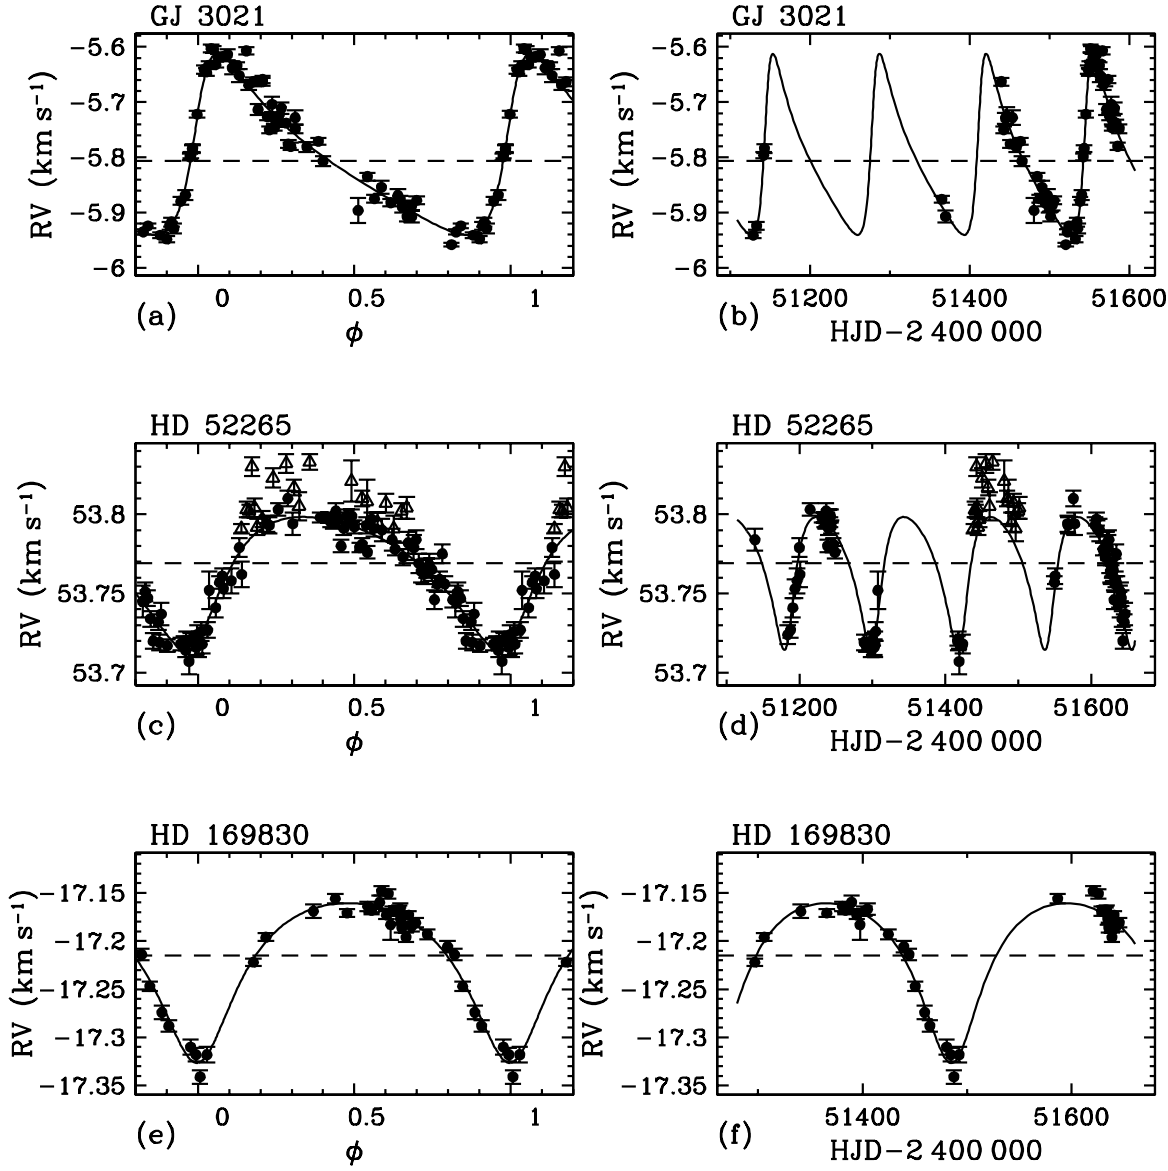 GJ 3021
GJ 3021
RV (km s⁻¹)
−5.6
−5.7
−5.8
−5.9
−6
0
0.5
1
(a)
ϕ
RV (km s⁻¹)
−5.6
−5.7
−5.8
−5.9
−6
51200
51400
51600
(b)
HJD−2 400 000
HD 52265
HD 52265
RV (km s⁻¹)
53.8
53.75
53.7
0
0.5
1
(c)
ϕ
RV (km s⁻¹)
53.8
53.75
53.7
51200
51400
51600
(d)
HJD−2 400 000
HD 169830
HD 169830
RV (km s⁻¹)
−17.15
−17.2
−17.25
−17.3
−17.35
0
0.5
1
(e)
ϕ
RV (km s⁻¹)
−17.15
−17.2
−17.25
−17.3
−17.35
51400
51600
(f)
HJD−2 400 000